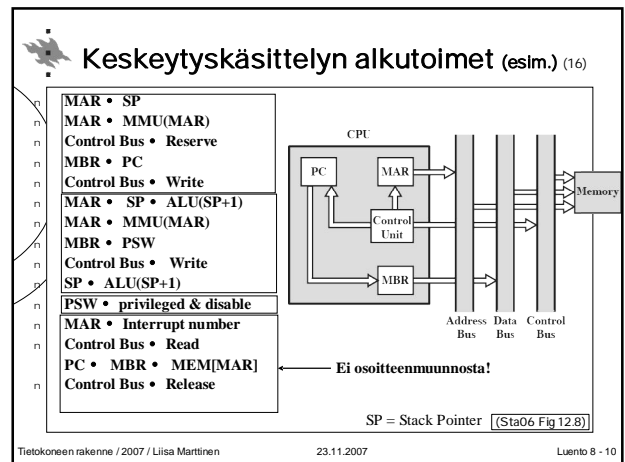 Keskeytyskäsittelyn alkutoimet (esim.) (16)
n MAR • SP
n MAR • MMU(MAR)
n Control Bus • Reserve
n MBR • PC
n Control Bus • Write
n MAR • SP • ALU(SP+1)
n MAR • MMU(MAR)
n MBR • PSW
n Control Bus • Write
n SP • ALU(SP+1)
n PSW • privileged & disable
n MAR • Interrupt number
n Control Bus • Read
PC • MBR • MEM[MAR]
n Control Bus • Release
CPU
PC
MAR
Control
Unit
MBR
Memory
Address
Bus
Data
Bus
Control
Bus
Ei osoitteenmuunnosta!
SP = Stack Pointer (Sta06 Fig 12.8)
Tietokoneen rakenne / 2007 / Liisa Marttinen 23.11.2007 Luento 8 - 10